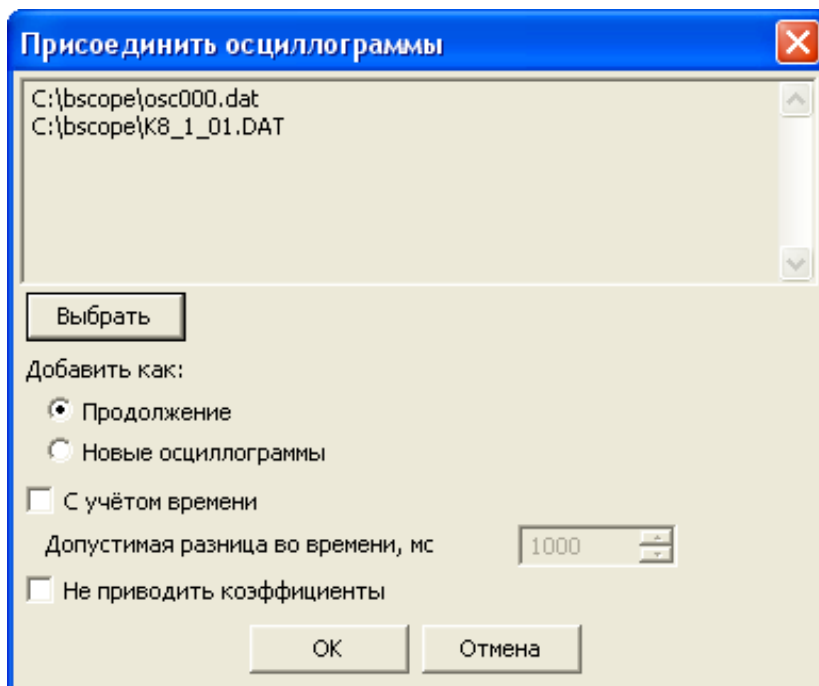 Присоединить осциллограммы
C:\bscope\osc000.dat
C:\bscope\K8_1_01.DAT
Выбрать
Добавить как:
Продолжение
Новые осциллограммы
С учётом времени
Допустимая разница во времени, мс 1000
Не приводить коэффициенты
OK Отмена